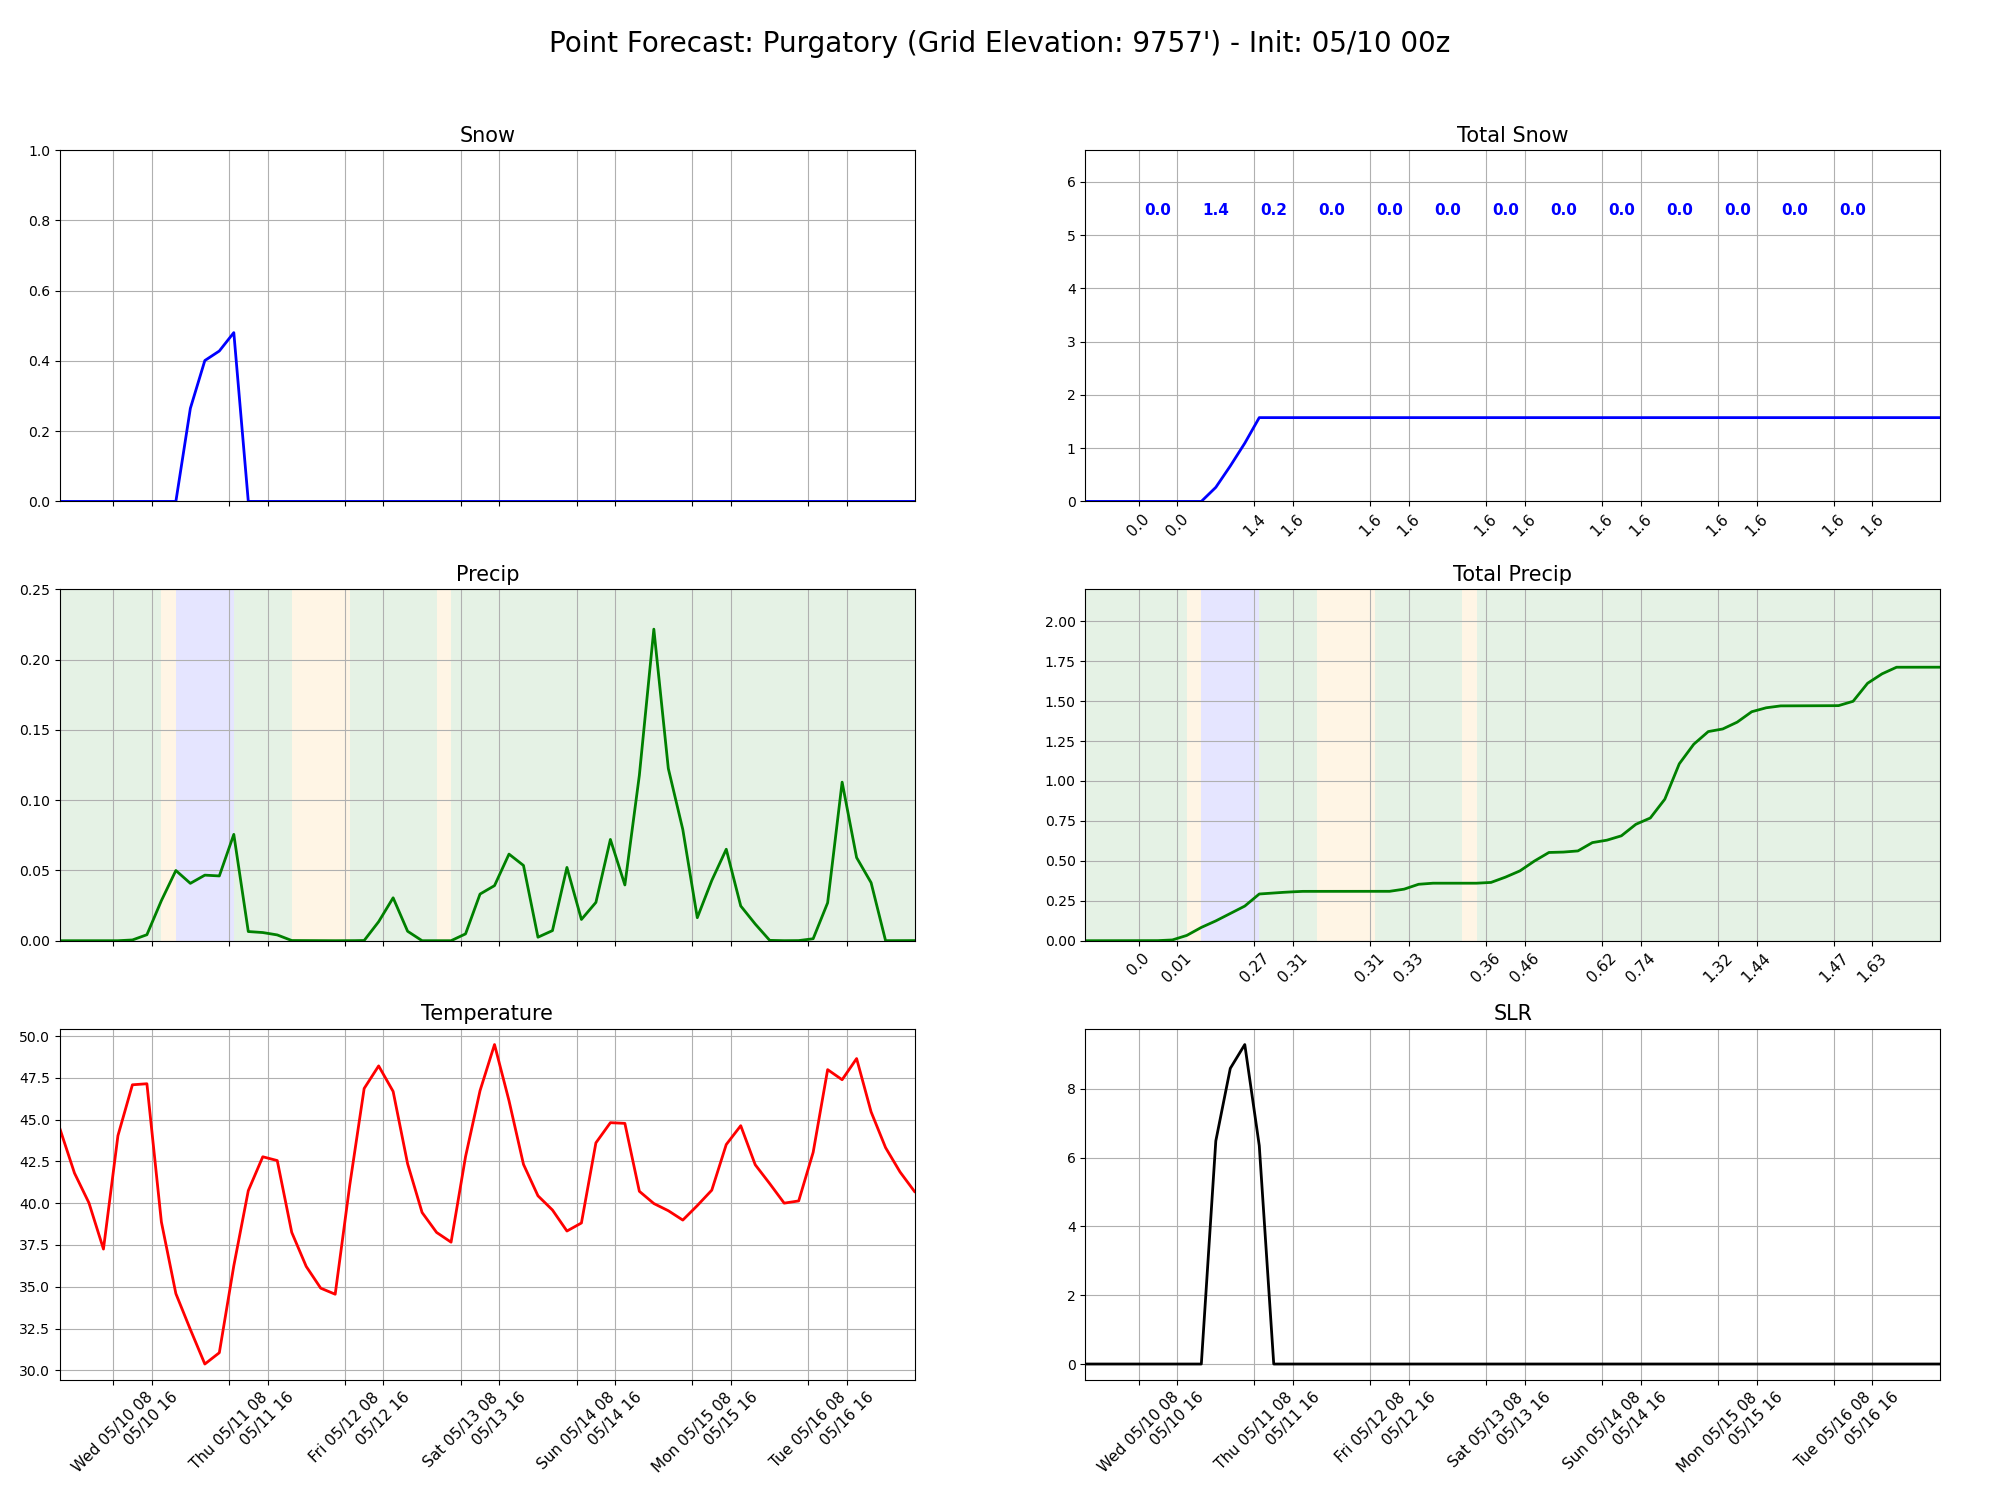 Point Forecast: Purgatory (Grid Elevation: 9757') - Init: 05/10 00z
Snow
1.0
0.8
0.6
0.4
0.2
0.0
Total Snow
6
5
4
3
2
1
0
0.0 1.4 0.2 0.0 0.0 0.0 0.0 0.0 0.0 0.0 0.0 0.0 0.0
0.0 0.0 1.4 1.6 1.6 1.6 1.6 1.6 1.6 1.6 1.6 1.6 1.6 1.6
Precip
0.25
0.20
0.15
0.10
0.05
0.00
Total Precip
2.00
1.75
1.50
1.25
1.00
0.75
0.50
0.25
0.00
0.0 0.01 0.27 0.31 0.31 0.33 0.36 0.46 0.62 0.74 1.32 1.44 1.47 1.63
Temperature
50.0
47.5
45.0
42.5
40.0
37.5
35.0
32.5
30.0
Wed 05/10 08
05/10 16
Thu 05/11 08
05/11 16
Fri 05/12 08
05/12 16
Sat 05/13 08
05/13 16
Sun 05/14 08
05/14 16
Mon 05/15 08
05/15 16
Tue 05/16 08
05/16 16
SLR
8
6
4
2
0
Wed 05/10 08
05/10 16
Thu 05/11 08
05/11 16
Fri 05/12 08
05/12 16
Sat 05/13 08
05/13 16
Sun 05/14 08
05/14 16
Mon 05/15 08
05/15 16
Tue 05/16 08
05/16 16